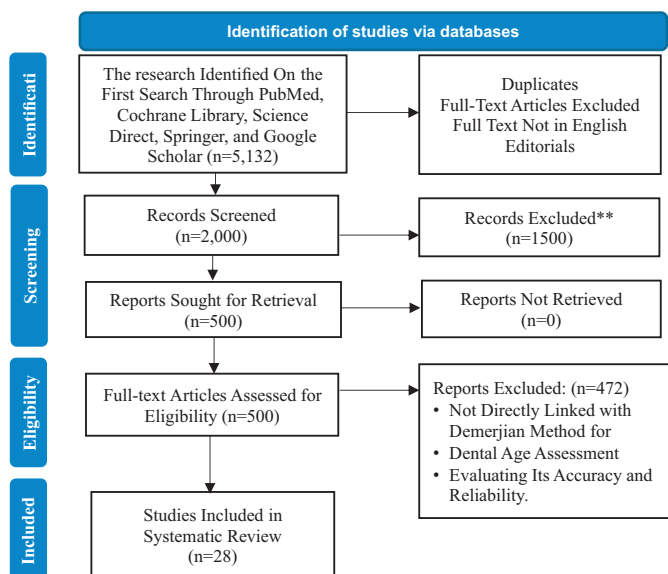 Identification of studies via databases
Identificati
The research Identified On the
First Search Through PubMed,
Cochrane Library, Science
Direct, Springer, and Google
Scholar (n=5,132)
Duplicates
Full-Text Articles Excluded
Full Text Not in English
Editorials
Screening
Records Screened
(n=2,000)
Records Excluded**
(n=1500)
Reports Sought for Retrieval
(n=500)
Reports Not Retrieved
(n=0)
Eligibility
Full-text Articles Assessed for
Eligibility (n=500)
Reports Excluded: (n=472)
• Not Directly Linked with
Demerjian Method for
• Dental Age Assessment
• Evaluating Its Accuracy and
Reliability.
Included
Studies Included in
Systematic Review
(n=28)